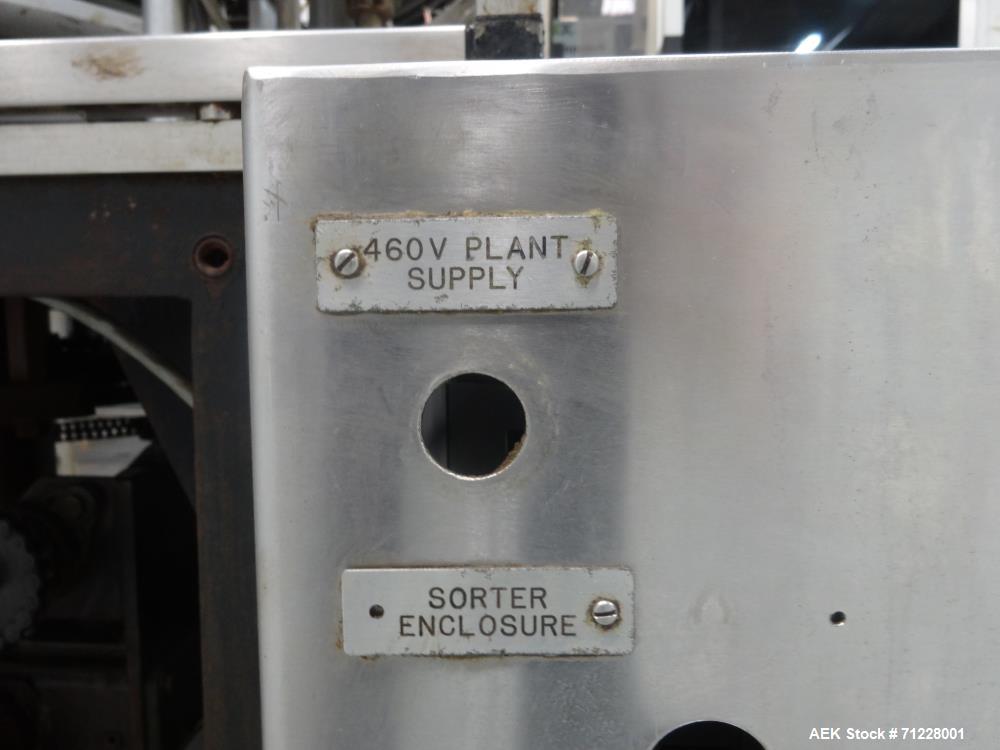 460V PLANT
SUPPLY
SORTER
ENCLOSURE
AEK Stock # 71228001